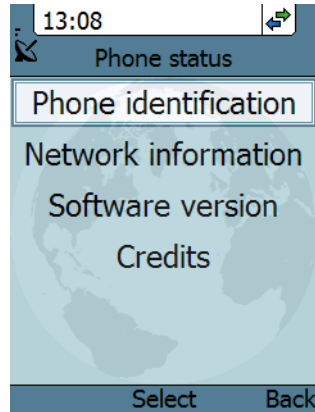 13:08
Phone status
Phone identification
Network information
Software version
Credits
Select Back